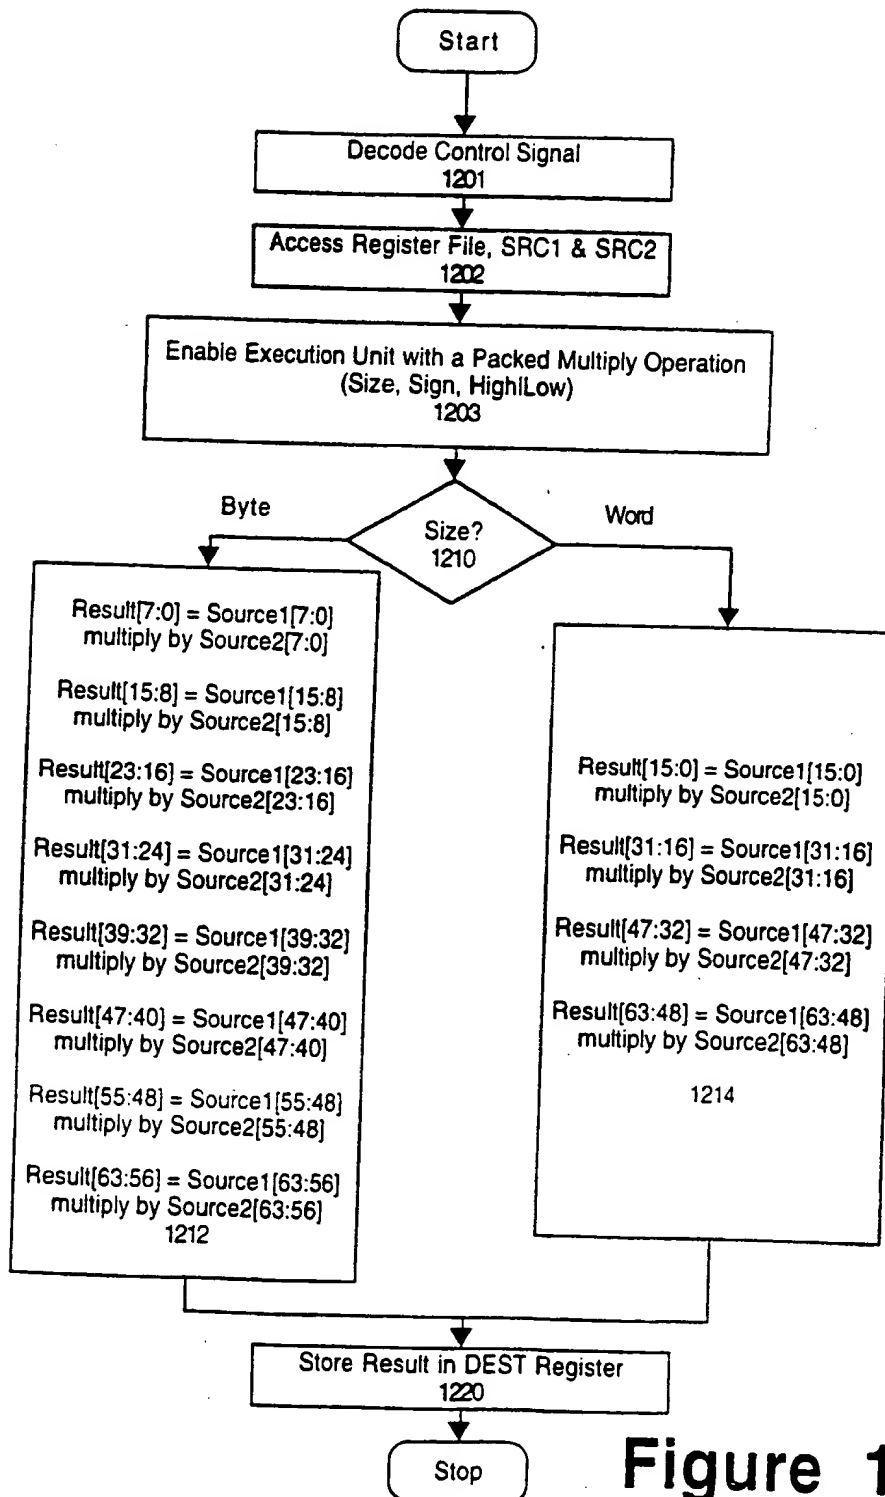 Start
Decode Control Signal
1201
Access Register File, SRC1 & SRC2
1202
Enable Execution Unit with a Packed Multiply Operation
(Size, Sign, High|Low)
1203
Byte
Size?
1210
Word
Result[7:0] = Source1[7:0]
multiply by Source2[7:0]
Result[15:8] = Source1[15:8]
multiply by Source2[15:8]
Result[23:16] = Source1[23:16]
multiply by Source2[23:16]
Result[31:24] = Source1[31:24]
multiply by Source2[31:24]
Result[39:32] = Source1[39:32]
multiply by Source2[39:32]
Result[47:40] = Source1[47:40]
multiply by Source2[47:40]
Result[55:48] = Source1[55:48]
multiply by Source2[55:48]
Result[63:56] = Source1[63:56]
multiply by Source2[63:56]
1212
Result[15:0] = Source1[15:0]
multiply by Source2[15:0]
Result[31:16] = Source1[31:16]
multiply by Source2[31:16]
Result[47:32] = Source1[47:32]
multiply by Source2[47:32]
Result[63:48] = Source1[63:48]
multiply by Source2[63:48]
1214
Store Result in DEST Register
1220
Stop
Figure 1